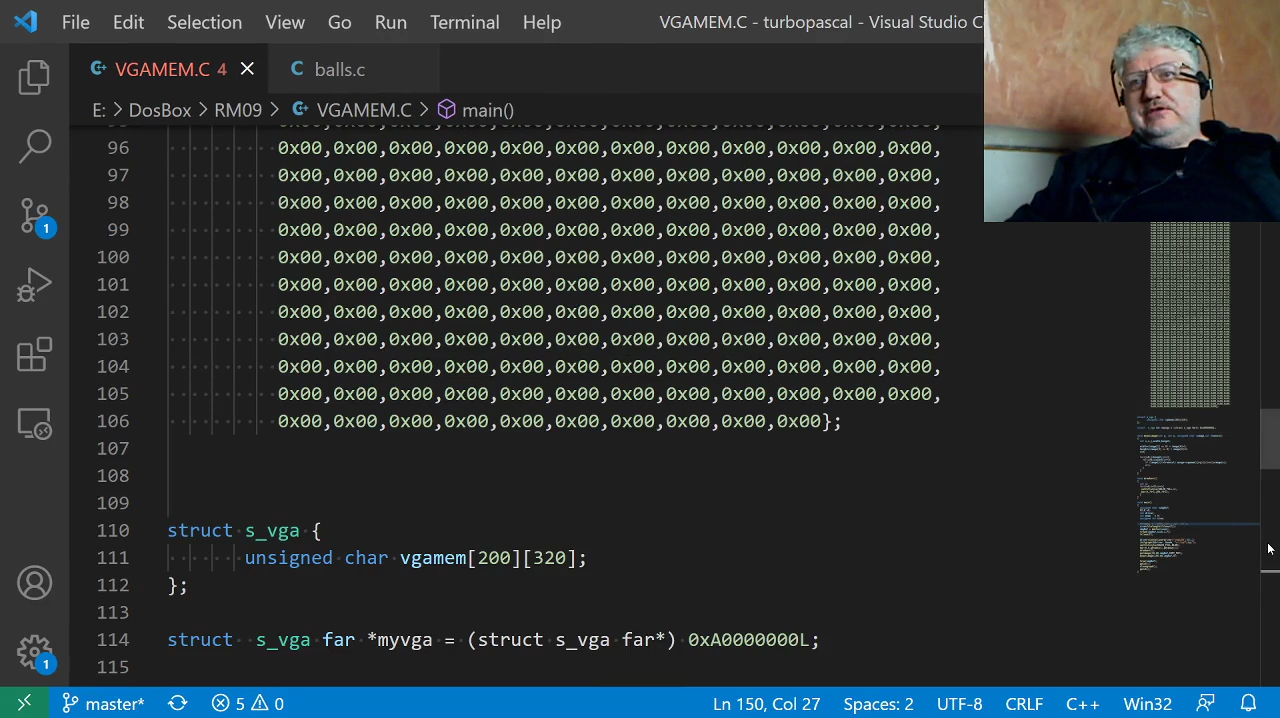 File Edit Selection View Go Run Terminal Help VGAMEM.C - turbopascal - Visual Studio C
VGAMEM.C 4 balls.c
E: > DosBox > RM09 > VGAMEM.C > main()
96 0x00,0x00,0x00,0x00,0x00,0x00,0x00,0x00,0x00,0x00,0x00,0x00,
97 0x00,0x00,0x00,0x00,0x00,0x00,0x00,0x00,0x00,0x00,0x00,0x00,
98 0x00,0x00,0x00,0x00,0x00,0x00,0x00,0x00,0x00,0x00,0x00,0x00,
99 0x00,0x00,0x00,0x00,0x00,0x00,0x00,0x00,0x00,0x00,0x00,0x00,
100 0x00,0x00,0x00,0x00,0x00,0x00,0x00,0x00,0x00,0x00,0x00,0x00,
101 0x00,0x00,0x00,0x00,0x00,0x00,0x00,0x00,0x00,0x00,0x00,0x00,
102 0x00,0x00,0x00,0x00,0x00,0x00,0x00,0x00,0x00,0x00,0x00,0x00,
103 0x00,0x00,0x00,0x00,0x00,0x00,0x00,0x00,0x00,0x00,0x00,0x00,
104 0x00,0x00,0x00,0x00,0x00,0x00,0x00,0x00,0x00,0x00,0x00,0x00,
105 0x00,0x00,0x00,0x00,0x00,0x00,0x00,0x00,0x00,0x00,0x00,0x00,
106 0x00,0x00,0x00,0x00,0x00,0x00,0x00,0x00,0x00,0x00};
107
108
109
110 struct s_vga {
111 unsigned char vgamem[200][320];
112 };
113
114 struct s_vga far *myvga = (struct s_vga far*) 0xA0000000L;
115
1
1
master* 5 0 Ln 150, Col 27 Spaces: 2 UTF-8 CRLF C++ Win32